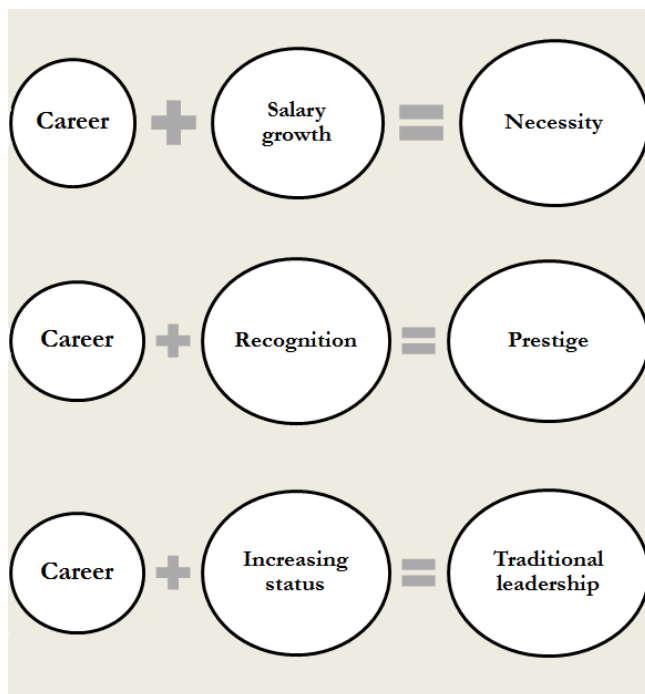 Career
Salary
growth
Necessity
Career
Recognition
Prestige
Career
Increasing
status
Traditional
leadership